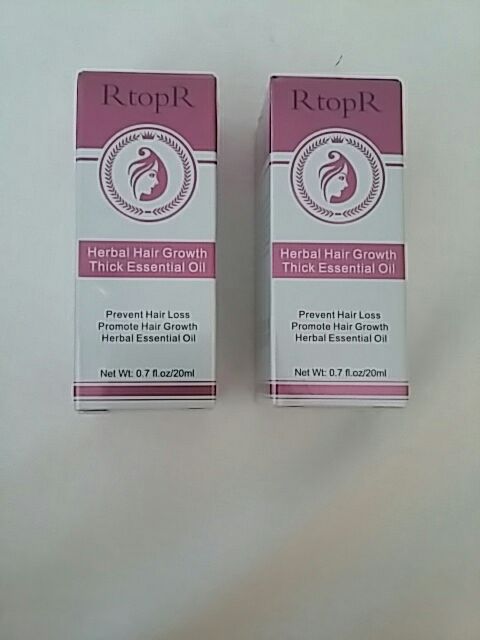 RtopR
Herbal Hair Growth
Thick Essential Oil
Prevent Hair Loss
Promote Hair Growth
Herbal Essential Oil
Net Wt: 0.7 fl.oz/20ml
RtopR
Herbal Hair Growth
Thick Essential Oil
Prevent Hair Loss
Promote Hair Growth
Herbal Essential Oil
Net Wt: 0.7 fl.oz/20ml